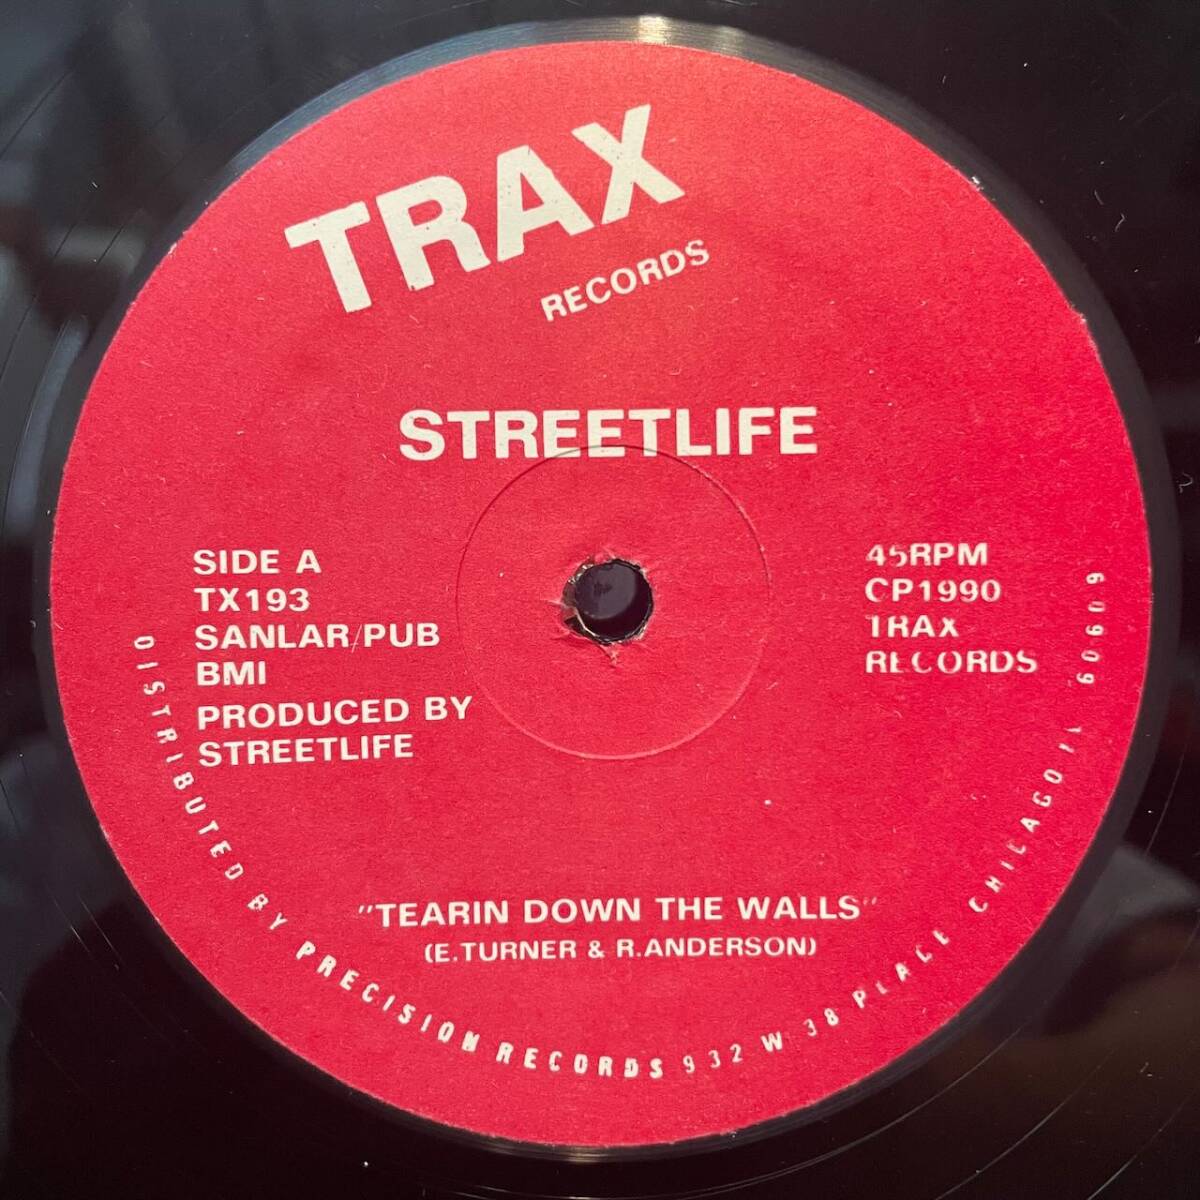 TRAX
RECORDS
STREETLIFE
SIDE A
TX193
SANLAR/PUB
BMI
PRODUCED BY
STREETLIFE
45RPM
CP1990
TRAX
RECORDS
"TEARIN DOWN THE WALLS"
(E.TURNER & R.ANDERSON)
DISTRIBUTED BY PRECISION RECORDS 932 W 38 PLACE CHICAGO IL 60609